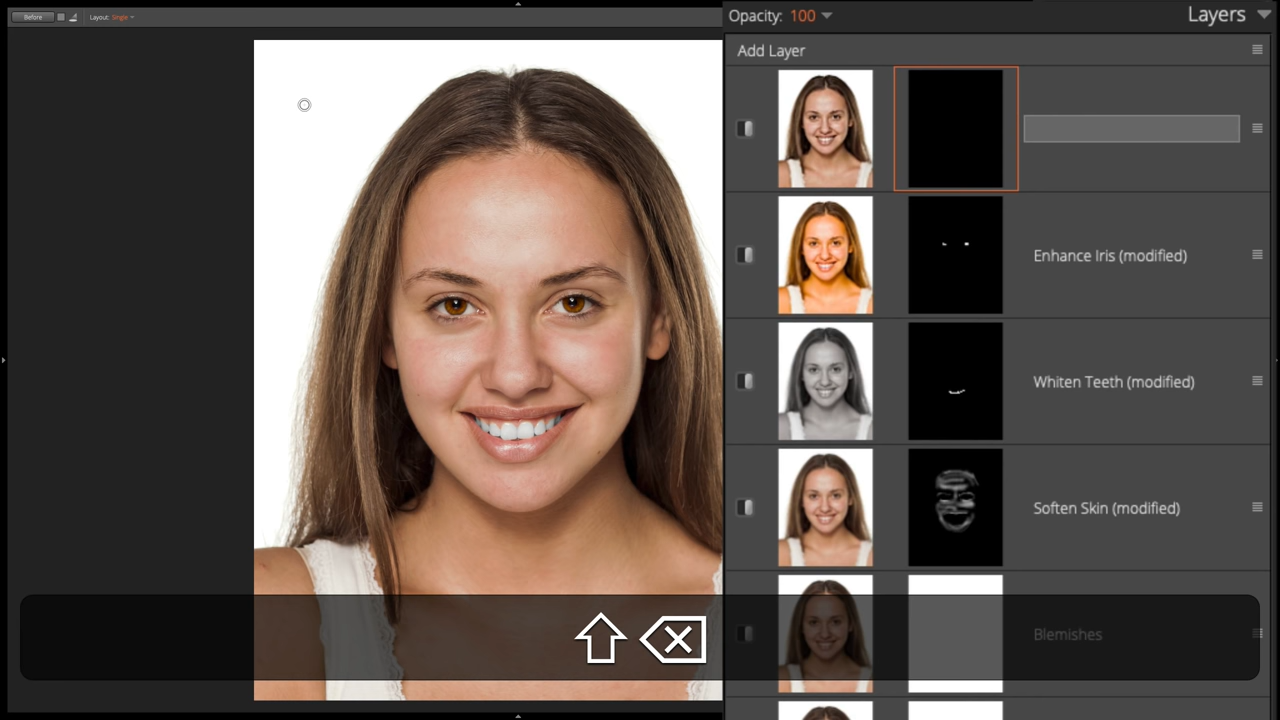 Before
Layout: Single
Opacity: 100
Layers
Add Layer
Enhance Iris (modified)
Whiten Teeth (modified)
Soften Skin (modified)
Blemishes